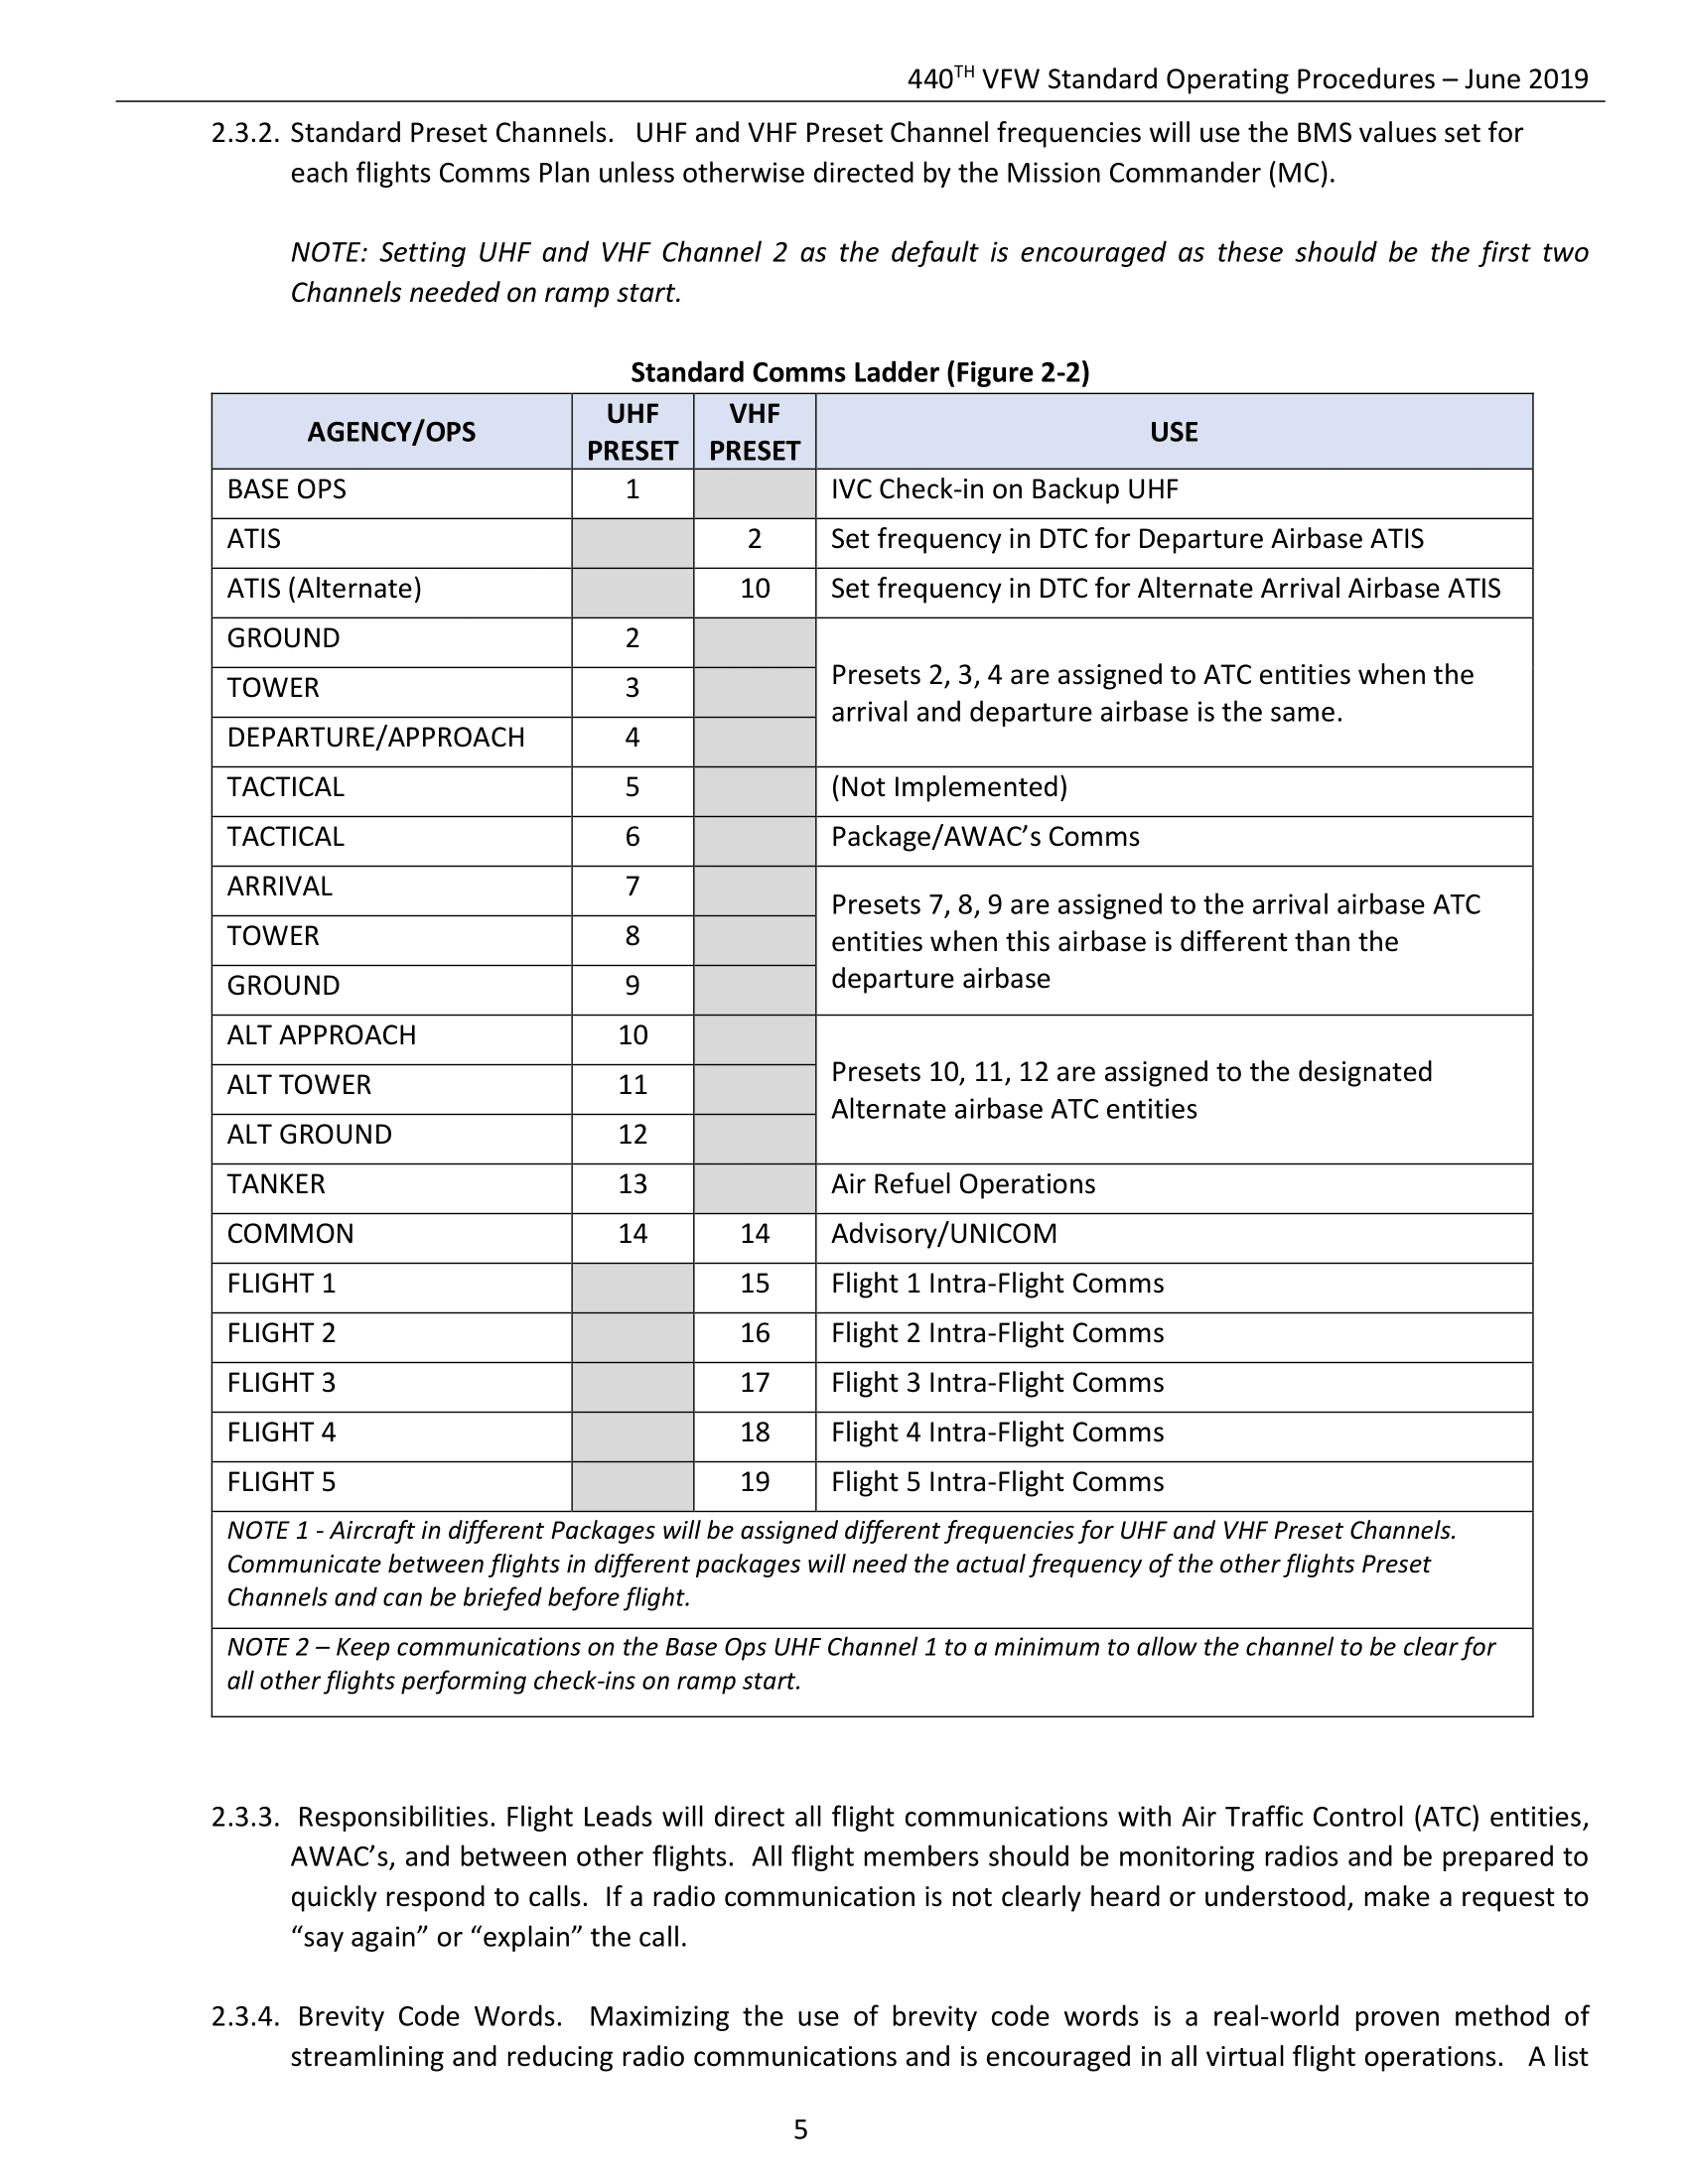 440TH VFW Standard Operating Procedures – June 2019
2.3.2. Standard Preset Channels. UHF and VHF Preset Channel frequencies will use the BMS values set for
each flights Comms Plan unless otherwise directed by the Mission Commander (MC).
NOTE: Setting UHF and VHF Channel 2 as the default is encouraged as these should be the first two
Channels needed on ramp start.
Standard Comms Ladder (Figure 2-2)
AGENCY/OPS UHF PRESET VHF PRESET USE
BASE OPS 1 IVC Check-in on Backup UHF
ATIS 2 Set frequency in DTC for Departure Airbase ATIS
ATIS (Alternate) 10 Set frequency in DTC for Alternate Arrival Airbase ATIS
GROUND 2
TOWER 3
DEPARTURE/APPROACH 4
Presets 2, 3, 4 are assigned to ATC entities when the
arrival and departure airbase is the same.
TACTICAL 5 (Not Implemented)
TACTICAL 6 Package/AWAC’s Comms
ARRIVAL 7
TOWER 8
GROUND 9
Presets 7, 8, 9 are assigned to the arrival airbase ATC
entities when this airbase is different than the
departure airbase
ALT APPROACH 10
ALT TOWER 11
ALT GROUND 12
Presets 10, 11, 12 are assigned to the designated
Alternate airbase ATC entities
TANKER 13 Air Refuel Operations
COMMON 14 14 Advisory/UNICOM
FLIGHT 1 15 Flight 1 Intra-Flight Comms
FLIGHT 2 16 Flight 2 Intra-Flight Comms
FLIGHT 3 17 Flight 3 Intra-Flight Comms
FLIGHT 4 18 Flight 4 Intra-Flight Comms
FLIGHT 5 19 Flight 5 Intra-Flight Comms
NOTE 1 - Aircraft in different Packages will be assigned different frequencies for UHF and VHF Preset Channels.
Communicate between flights in different packages will need the actual frequency of the other flights Preset
Channels and can be briefed before flight.
NOTE 2 – Keep communications on the Base Ops UHF Channel 1 to a minimum to allow the channel to be clear for
all other flights performing check-ins on ramp start.
2.3.3. Responsibilities. Flight Leads will direct all flight communications with Air Traffic Control (ATC) entities,
AWAC’s, and between other flights. All flight members should be monitoring radios and be prepared to
quickly respond to calls. If a radio communication is not clearly heard or understood, make a request to
“say again” or “explain” the call.
2.3.4. Brevity Code Words. Maximizing the use of brevity code words is a real-world proven method of
streamlining and reducing radio communications and is encouraged in all virtual flight operations. A list
5